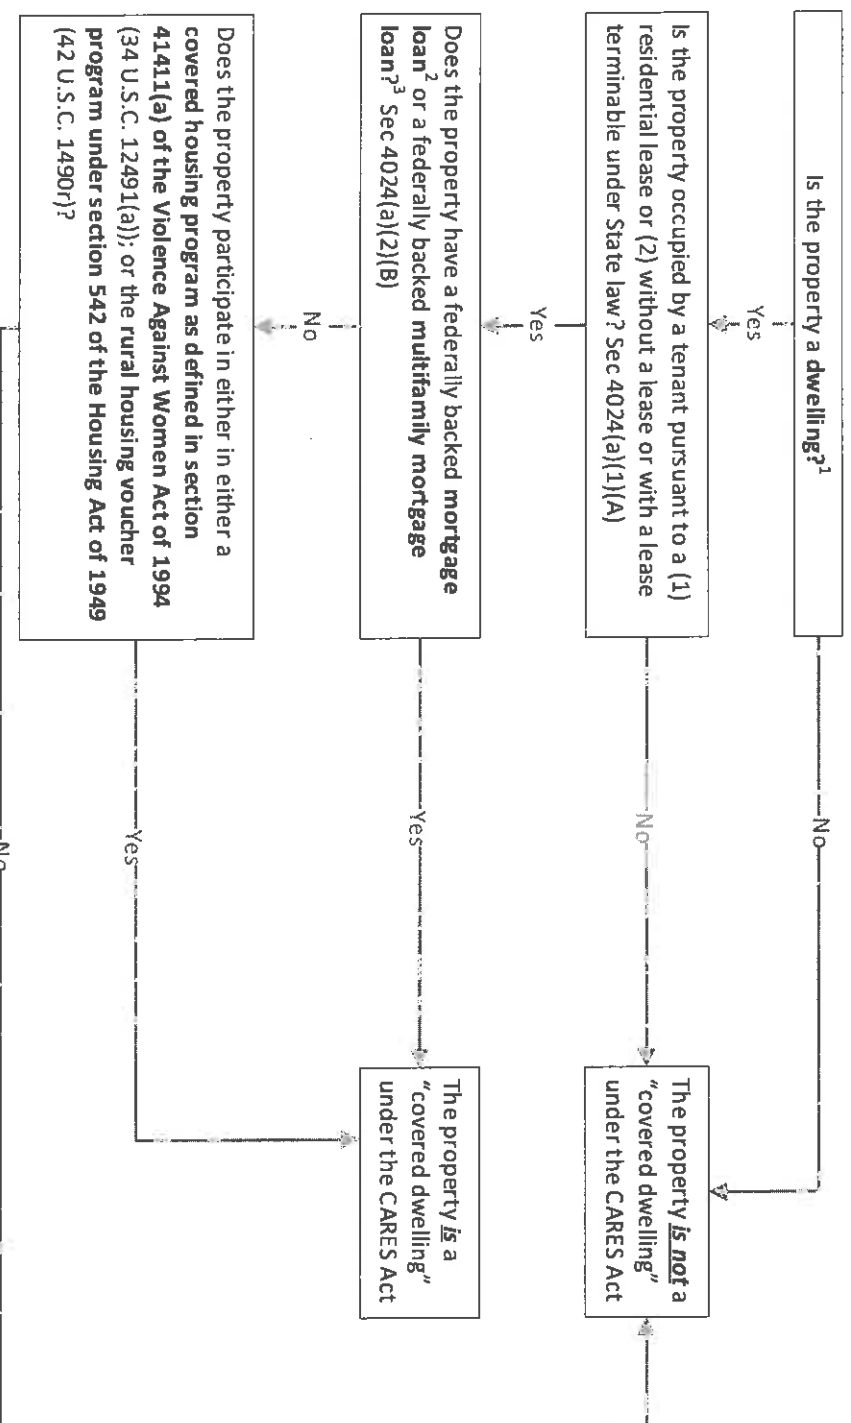 Is the property a dwelling?1
Yes
No
Is the property occupied by a tenant pursuant to a (1)
residential lease or (2) without a lease or with a lease
terminable under State law? Sec 4024(a)(1)(A)
Yes
No
The property is not a
“covered dwelling”
under the CARES Act
Does the property have a federally backed mortgage
loan2 or a federally backed multifamily mortgage
loan?3 Sec 4024(a)(2)(B)
No
Yes
The property is a
“covered dwelling”
under the CARES Act
Does the property participate in either in either a
covered housing program as defined in section
41411(a) of the Violence Against Women Act of 1994
(34 U.S.C. 12491(a)); or the rural housing voucher
program under section 542 of the Housing Act of 1949
(42 U.S.C. 1490r)?
Yes
No